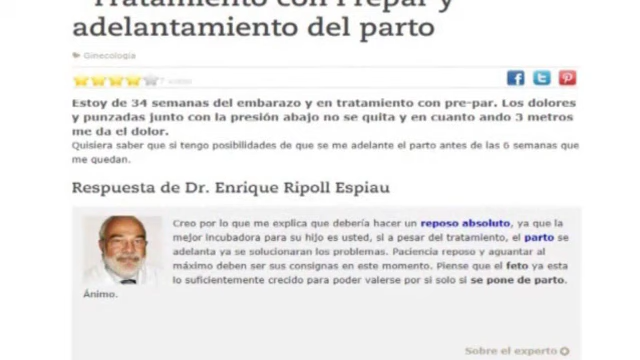 Tratamiento con Prepar y
adelantamiento del parto
Ginecología
7 votos
Estoy de 34 semanas del embarazo y en tratamiento con pre-par. Los dolores
y punzadas junto con la presión abajo no se quita y en cuanto ando 3 metros
me da el dolor.
Quisiera saber que si tengo posibilidades de que se me adelante el parto antes de las 6 semanas que
me quedan.
Respuesta de Dr. Enrique Ripoll Espiau
Creo por lo que me explica que debería hacer un reposo absoluto, ya que la
mejor incubadora para su hijo es usted, si a pesar del tratamiento, el parto se
adelanta ya se solucionaran los problemas. Paciencia reposo y aguantar al
máximo deben ser sus consignas en este momento. Piense que el feto ya esta
lo suficientemente crecido para poder valerse por si solo si se pone de parto.
Ánimo.
Sobre el experto